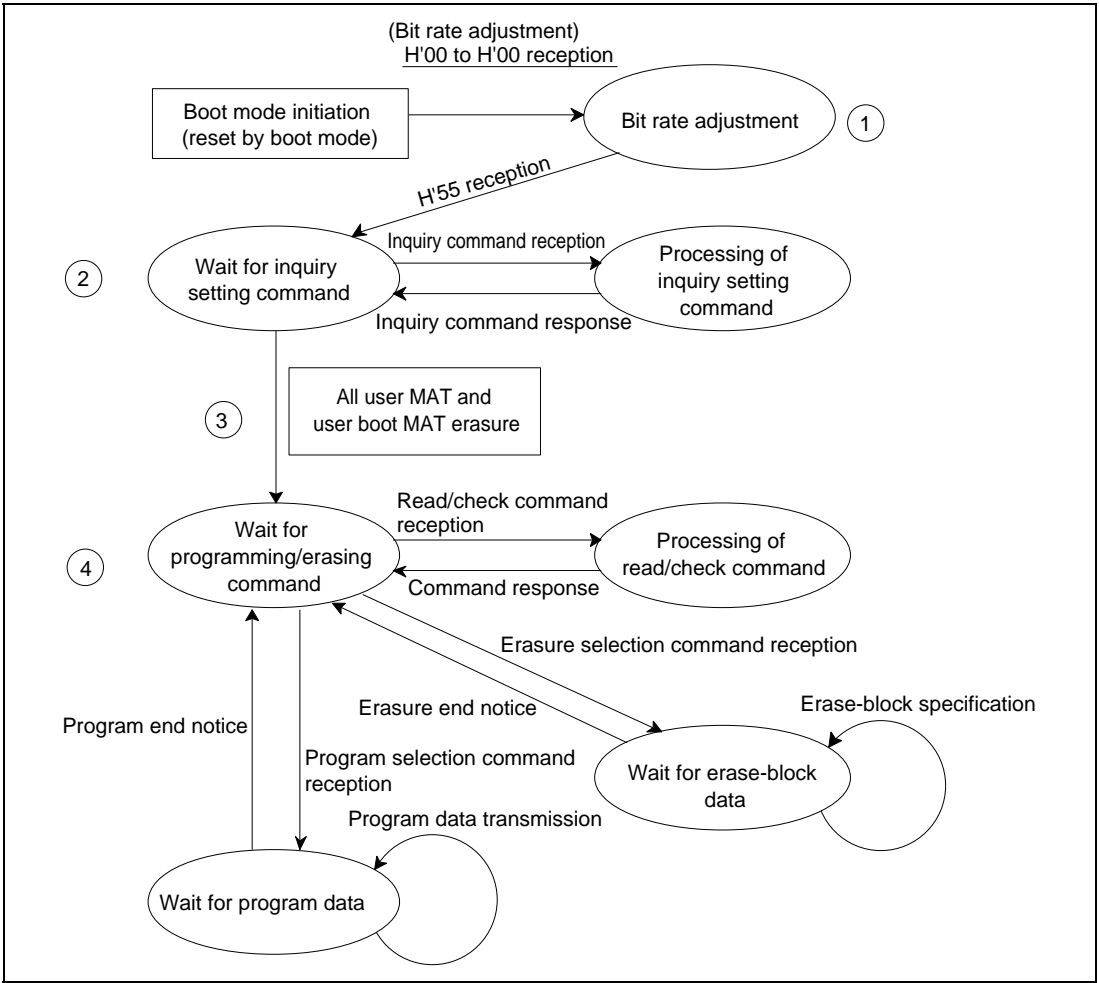 (Bit rate adjustment)
H'00 to H'00 reception
Boot mode initiation
(reset by boot mode)
Bit rate adjustment
1
H'55 reception
2
Wait for inquiry
setting command
Inquiry command reception
Processing of
inquiry setting
command
Inquiry command response
3
All user MAT and
user boot MAT erasure
4
Wait for
programming/erasing
command
Read/check command
reception
Processing of
read/check command
Command response
Erasure selection command reception
Erasure end notice
Erase-block specification
Program end notice
Program selection command
reception
Wait for erase-block
data
Program data transmission
Wait for program data